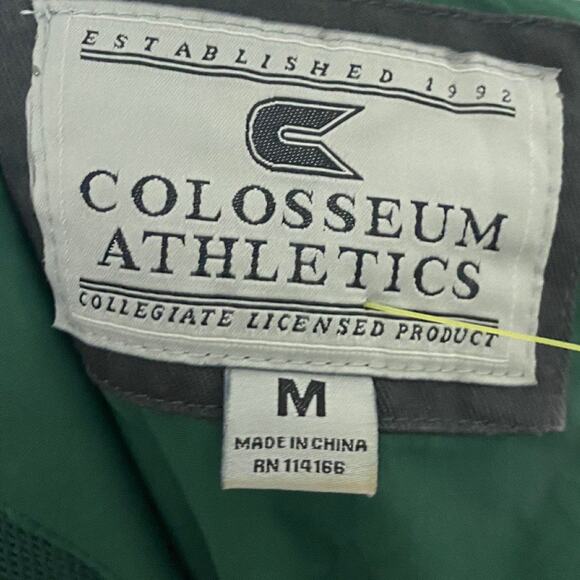 ESTABLISHED 1992
COLOSSEUM
ATHLETICS
COLLEGIATE LICENSED PRODUCT
M
MADE IN CHINA
RN 114166